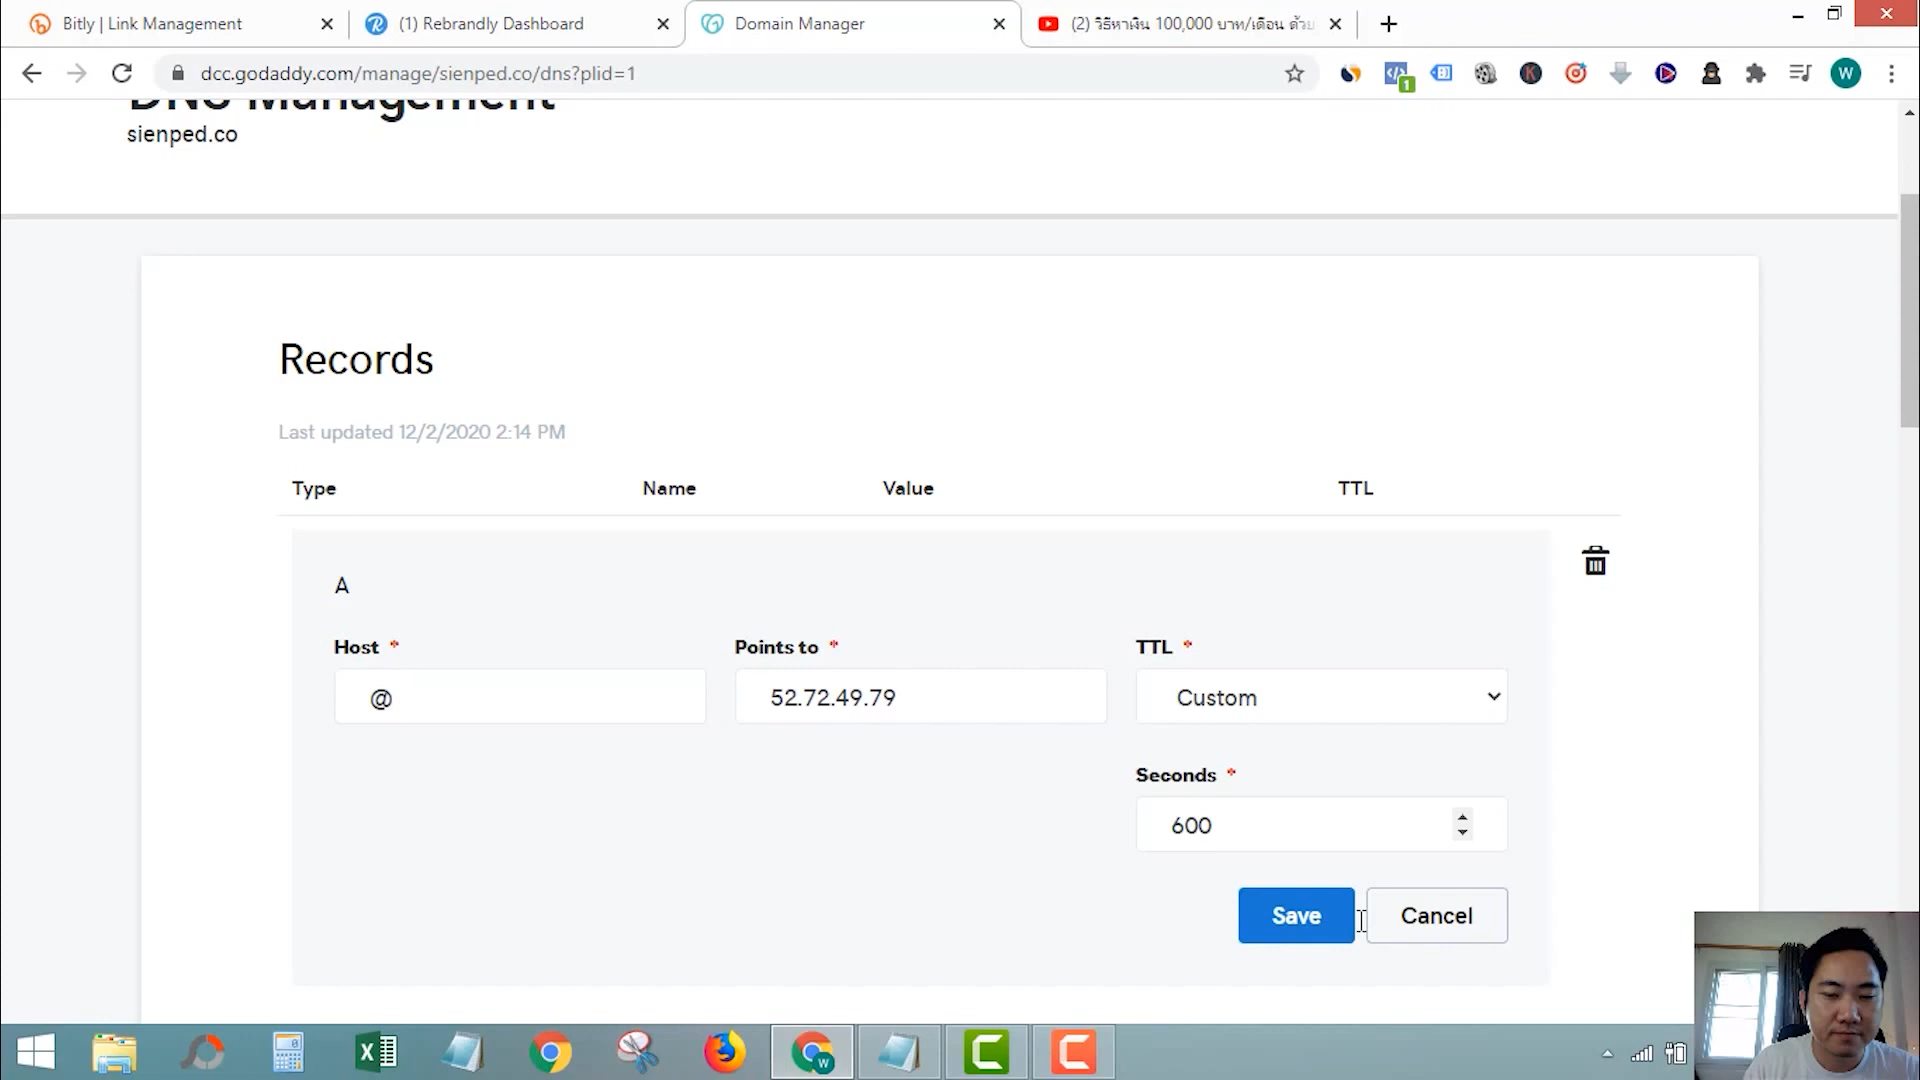 Bitly | Link Management
(1) Rebrandly Dashboard
Domain Manager
(2) วิธีหาเงิน 100,000 บาท/เดือน ด้วย
dcc.godaddy.com/manage/sienped.co/dns?plid=1
1
K
W
DNS Management
sienped.co
Records
Last updated 12/2/2020 2:14 PM
Type Name Value TTL
A
Host * Points to * TTL *
@ 52.72.49.79 Custom
Seconds *
600
Save Cancel